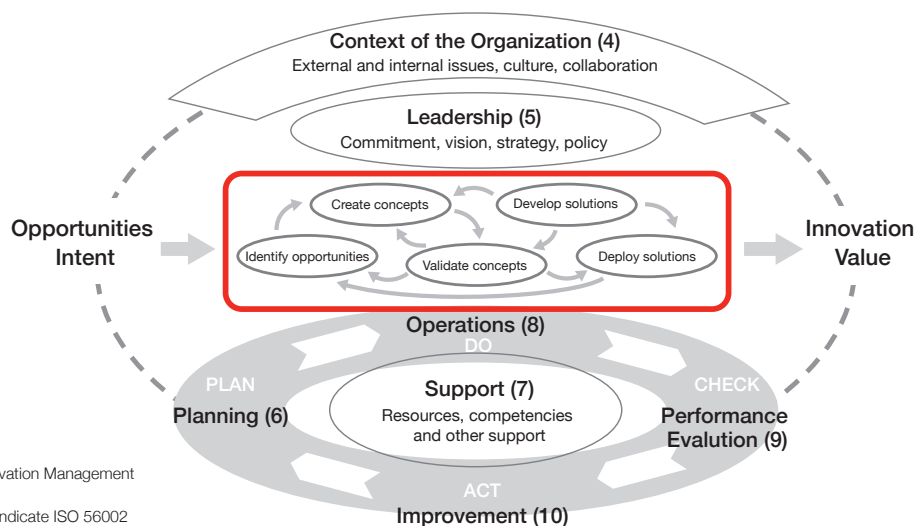 Context of the Organization (4)
External and internal issues, culture, collaboration
Leadership (5)
Commitment, vision, strategy, policy
Opportunities
Intent
Create concepts
Develop solutions
Identify opportunities
Validate concepts
Deploy solutions
Innovation
Value
Operations (8)
DO
PLAN
Planning (6)
Support (7)
Resources, competencies
and other support
CHECK
Performance
Evalution (9)
ACT
Improvement (10)
vation Management
ndicate ISO 56002